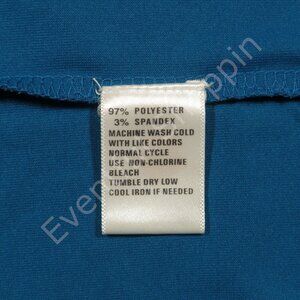 97% POLYESTER
3% SPANDEX
MACHINE WASH COLD
WITH LIKE COLORS
NORMAL CYCLE
USE NON-CHLORINE
BLEACH
TUMBLE DRY LOW
COOL IRON IF NEEDED